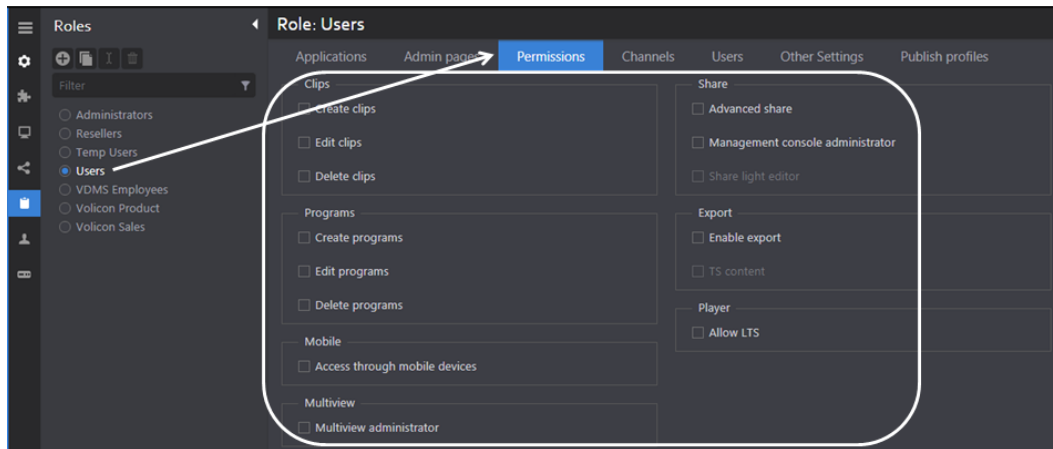 Roles
Filter
Administrators
Resellers
Temp Users
Users
VDMS Employees
Volicon Product
Volicon Sales
Role: Users
Applications Admin pages Permissions Channels Users Other Settings Publish profiles
Clips
Create clips
Edit clips
Delete clips
Programs
Create programs
Edit programs
Delete programs
Mobile
Access through mobile devices
Multiview
Multiview administrator
Share
Advanced share
Management console administrator
Share light editor
Export
Enable export
TS content
Player
Allow LTS